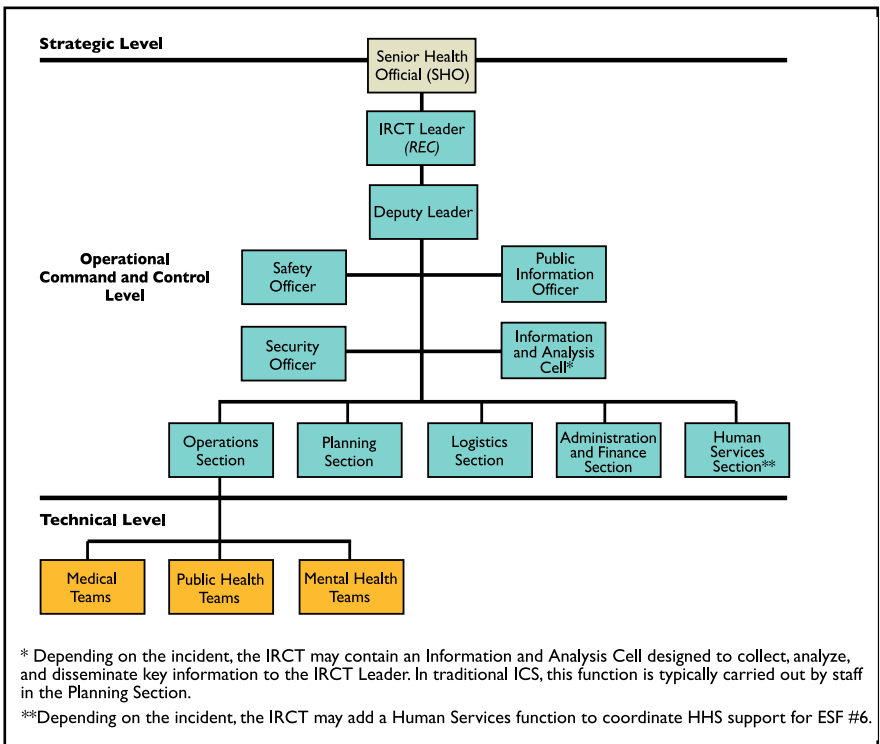 Strategic Level
Senior Health
Official (SHO)
IRCT Leader
(REC)
Deputy Leader
Operational
Command and Control
Level
Safety
Officer
Public
Information
Officer
Security
Officer
Information
and Analysis
Cell*
Operations
Section
Planning
Section
Logistics
Section
Administration
and Finance
Section
Human
Services
Section**
Technical Level
Medical
Teams
Public Health
Teams
Mental Health
Teams
* Depending on the incident, the IRCT may contain an Information and Analysis Cell designed to collect, analyze,
and disseminate key information to the IRCT Leader. In traditional ICS, this function is typically carried out by staff
in the Planning Section.
**Depending on the incident, the IRCT may add a Human Services function to coordinate HHS support for ESF #6.